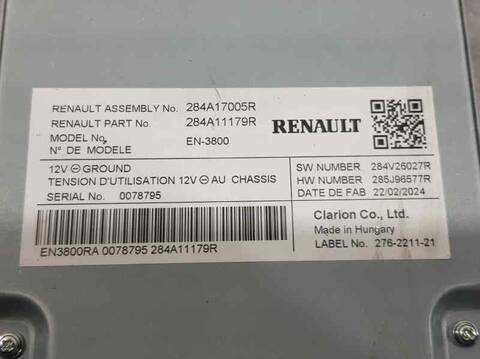 RENAULT ASSEMBLY No. 284A17005R
RENAULT PART No. 284A11179R
MODEL No. EN-3800
N° DE MODELE
RENAULT
12V ⊖ GROUND
TENSION D'UTILISATION 12V ⊖ AU CHASSIS
SERIAL No. 0078795
SW NUMBER 284V26027R
HW NUMBER 285J96577R
DATE DE FAB 22/02/2024
EN3800RA 0078795 284A11179R
Clarion Co., Ltd.
Made in Hungary
LABEL No. 276-2211-21